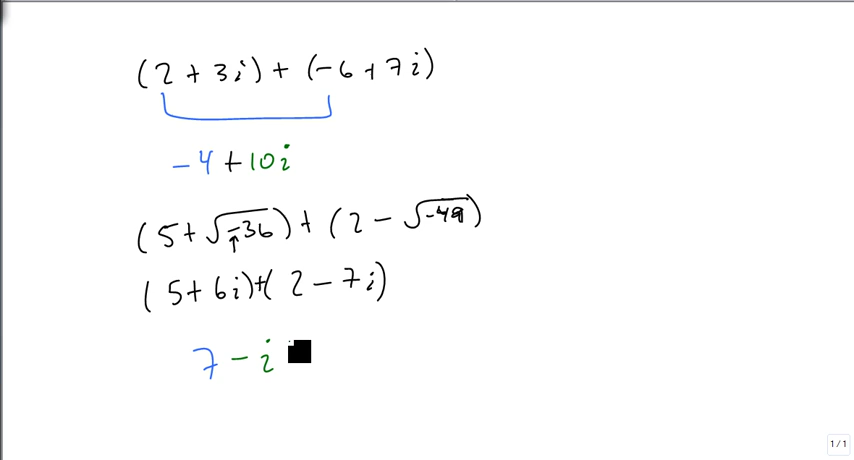 (2 + 3i) + (-6 + 7i)
-4 + 10i
(5 + √-36) + (2 - √-49)
(5 + 6i) + (2 - 7i)
7 - i
1 / 1